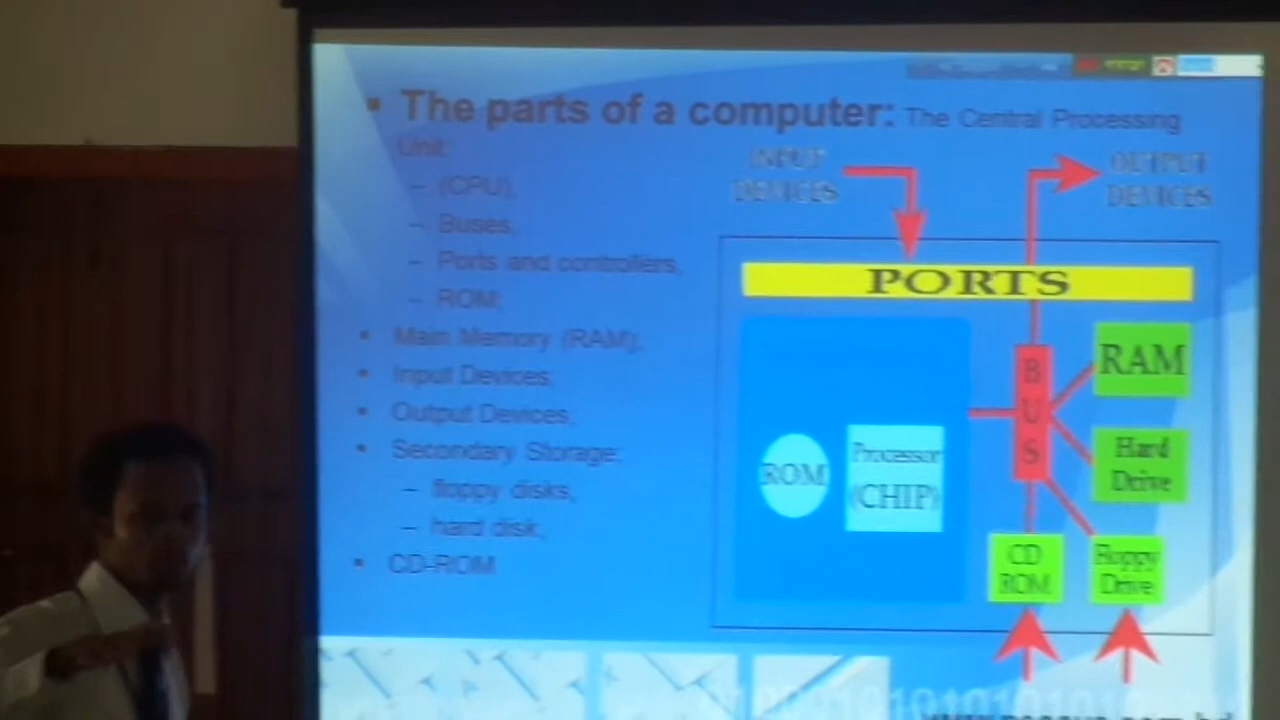 The parts of a computer: The Central Processing
Unit:
– (CPU),
– Buses,
– Ports and controllers,
– ROM;
Main Memory (RAM);
Input Devices;
Output Devices;
Secondary Storage;
– floppy disks,
– hard disk,
CD-ROM
INPUT
DEVICES
OUTPUT
DEVICES
PORTS
BUS
RAM
Hard
Drive
ROM
Processor
(CHIP)
CD
ROM
Floppy
Drive